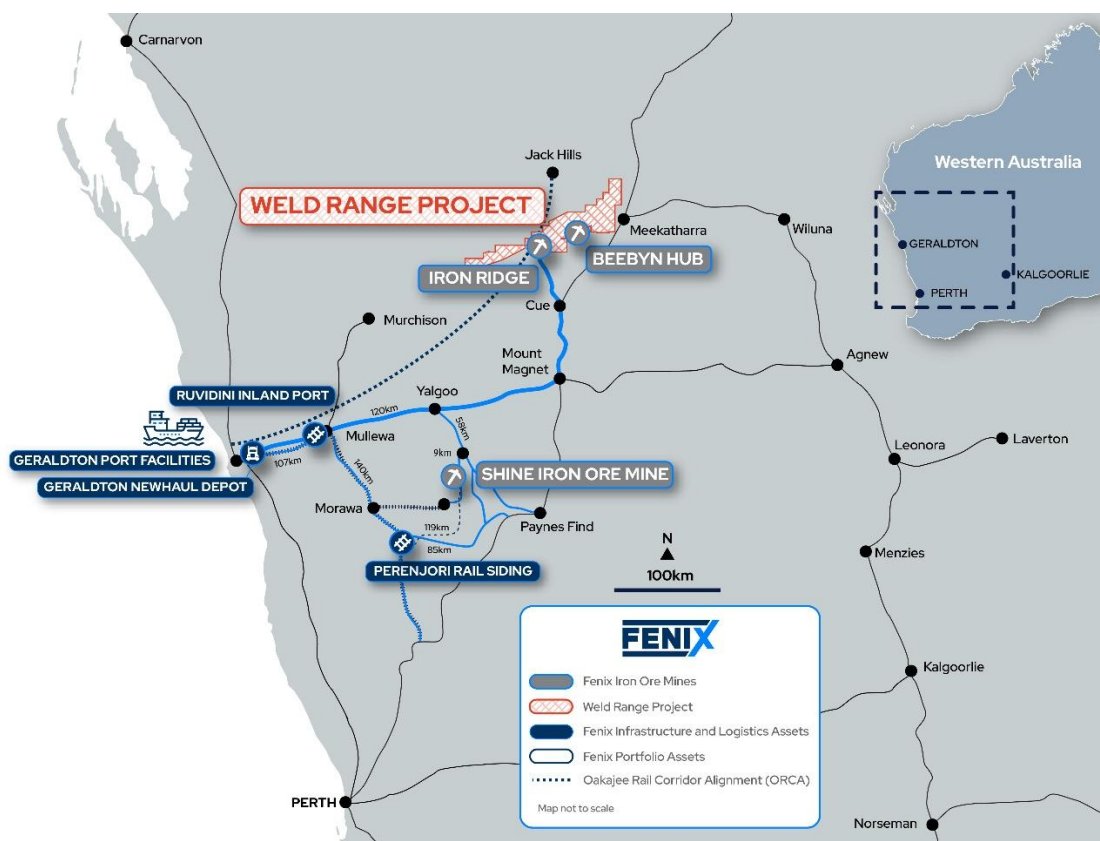 Carnarvon
Jack Hills
WELD RANGE PROJECT
Meekatharra
Wiluna
BEEBYN HUB
IRON RIDGE
Cue
Murchison
Mount
Magnet
Agnew
Yalgoo
RUVIDINI INLAND PORT
120km
Mullewa
58km
Leonora
Laverton
GERALDTON PORT FACILITIES
107km
9km
GERALDTON NEWHAUL DEPOT
140km
SHINE IRON ORE MINE
Morawa
119km
Paynes Find
85km
PERENJORI RAIL SIDING
Menzies
N
100km
Kalgoorlie
PERTH
Norseman
Western Australia
GERALDTON
KALGOORLIE
PERTH
FENIX
Fenix Iron Ore Mines
Weld Range Project
Fenix Infrastructure and Logistics Assets
Fenix Portfolio Assets
Oakajee Rail Corridor Alignment (ORCA)
Map not to scale